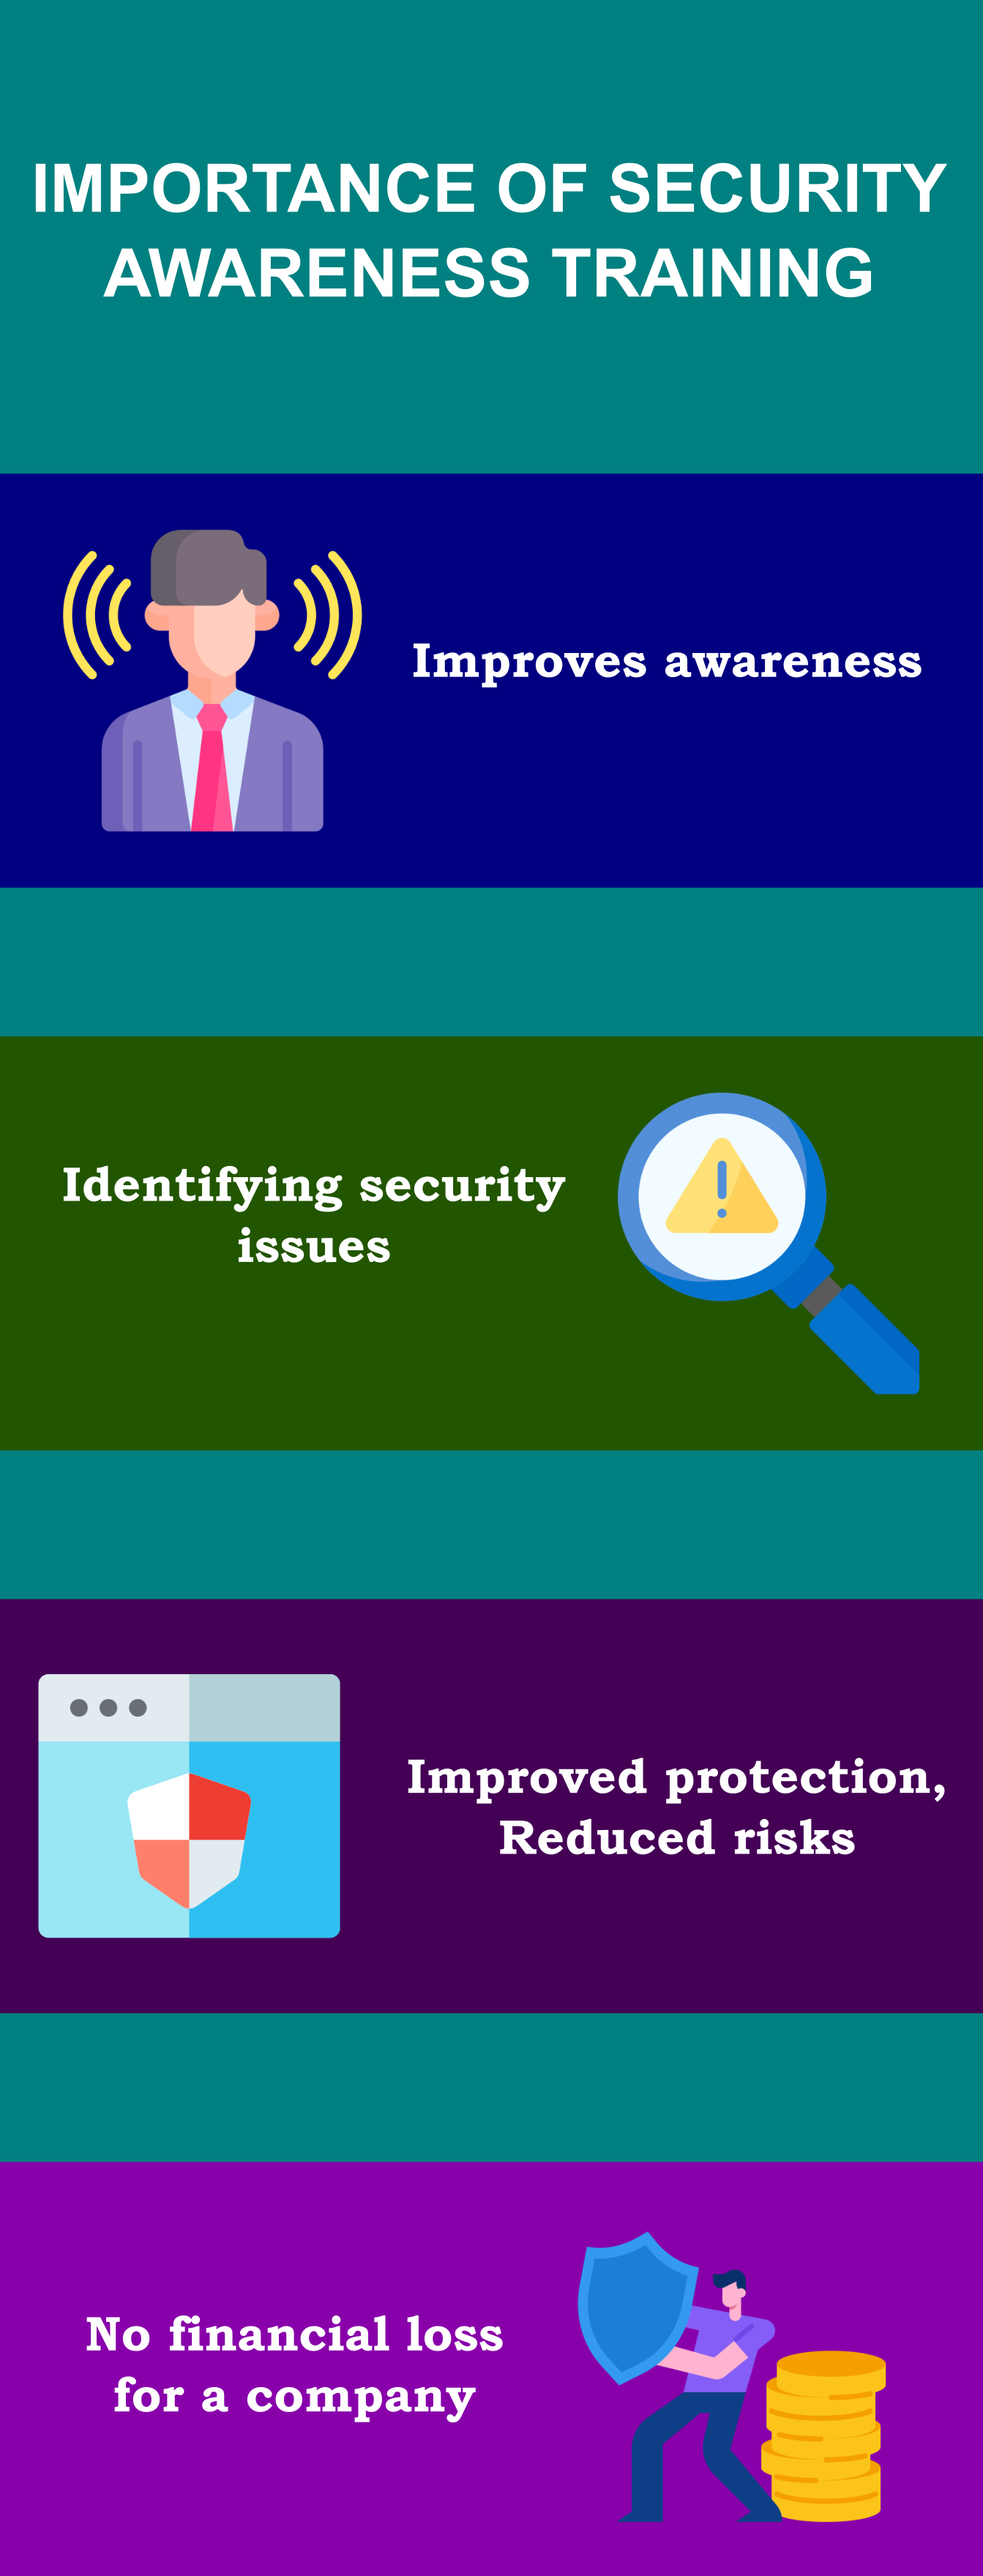 IMPORTANCE OF SECURITY
AWARENESS TRAINING
Improves awareness
Identifying security
issues
Improved protection,
Reduced risks
No financial loss
for a company